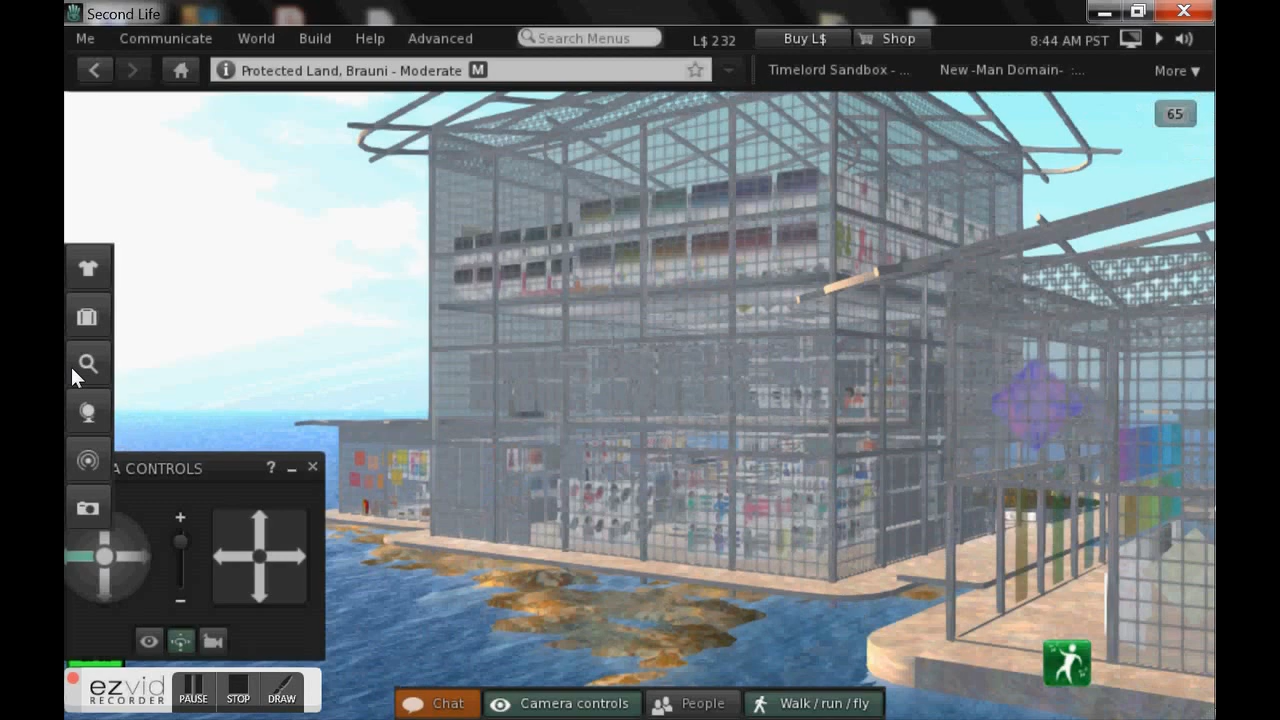 Second Life
Me Communicate World Build Help Advanced Search Menus L$ 232 Buy L$ Shop 8:44 AM PST
Protected Land, Brauni - Moderate M Timelord Sandbox - ... New -Man Domain- :... More
65
A CONTROLS ?
+
−
ezvid
RECORDER
PAUSE STOP DRAW
Chat Camera controls People Walk / run / fly